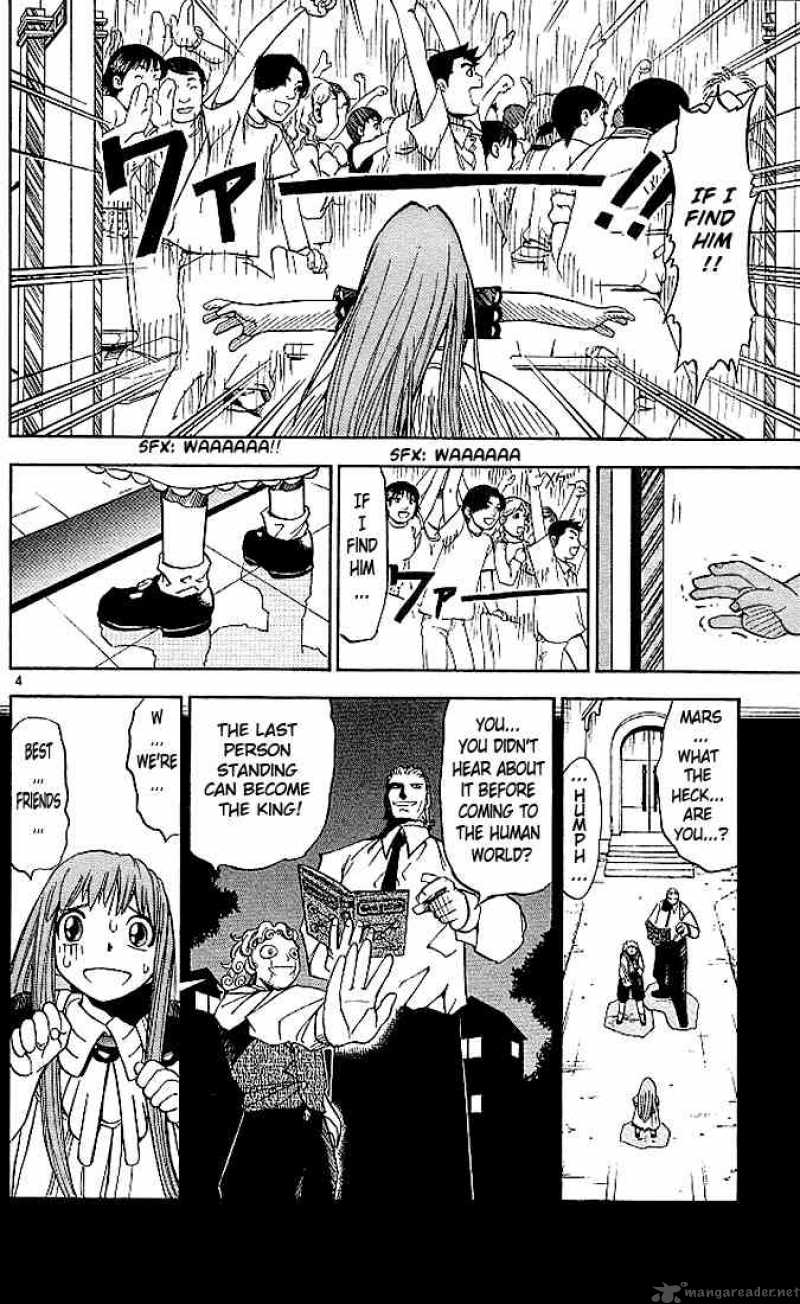 IF I
FIND
HIM
!!
ワァーーー!!
SFX: WAAAAAA!!
SFX: WAAAAAA
IF
I
FIND
HIM
...
ワァー
4
MARS
...
WHAT
THE
HECK...
ARE
YOU...?
...
HUMPH
...
YOU...
YOU DIDN'T
HEAR ABOUT
IT BEFORE
COMING TO
THE HUMAN
WORLD?
THE LAST
PERSON
STANDING
CAN BECOME
THE KING!
W
...
WE'RE
...
BEST
...
FRIENDS
...
mangareader.net